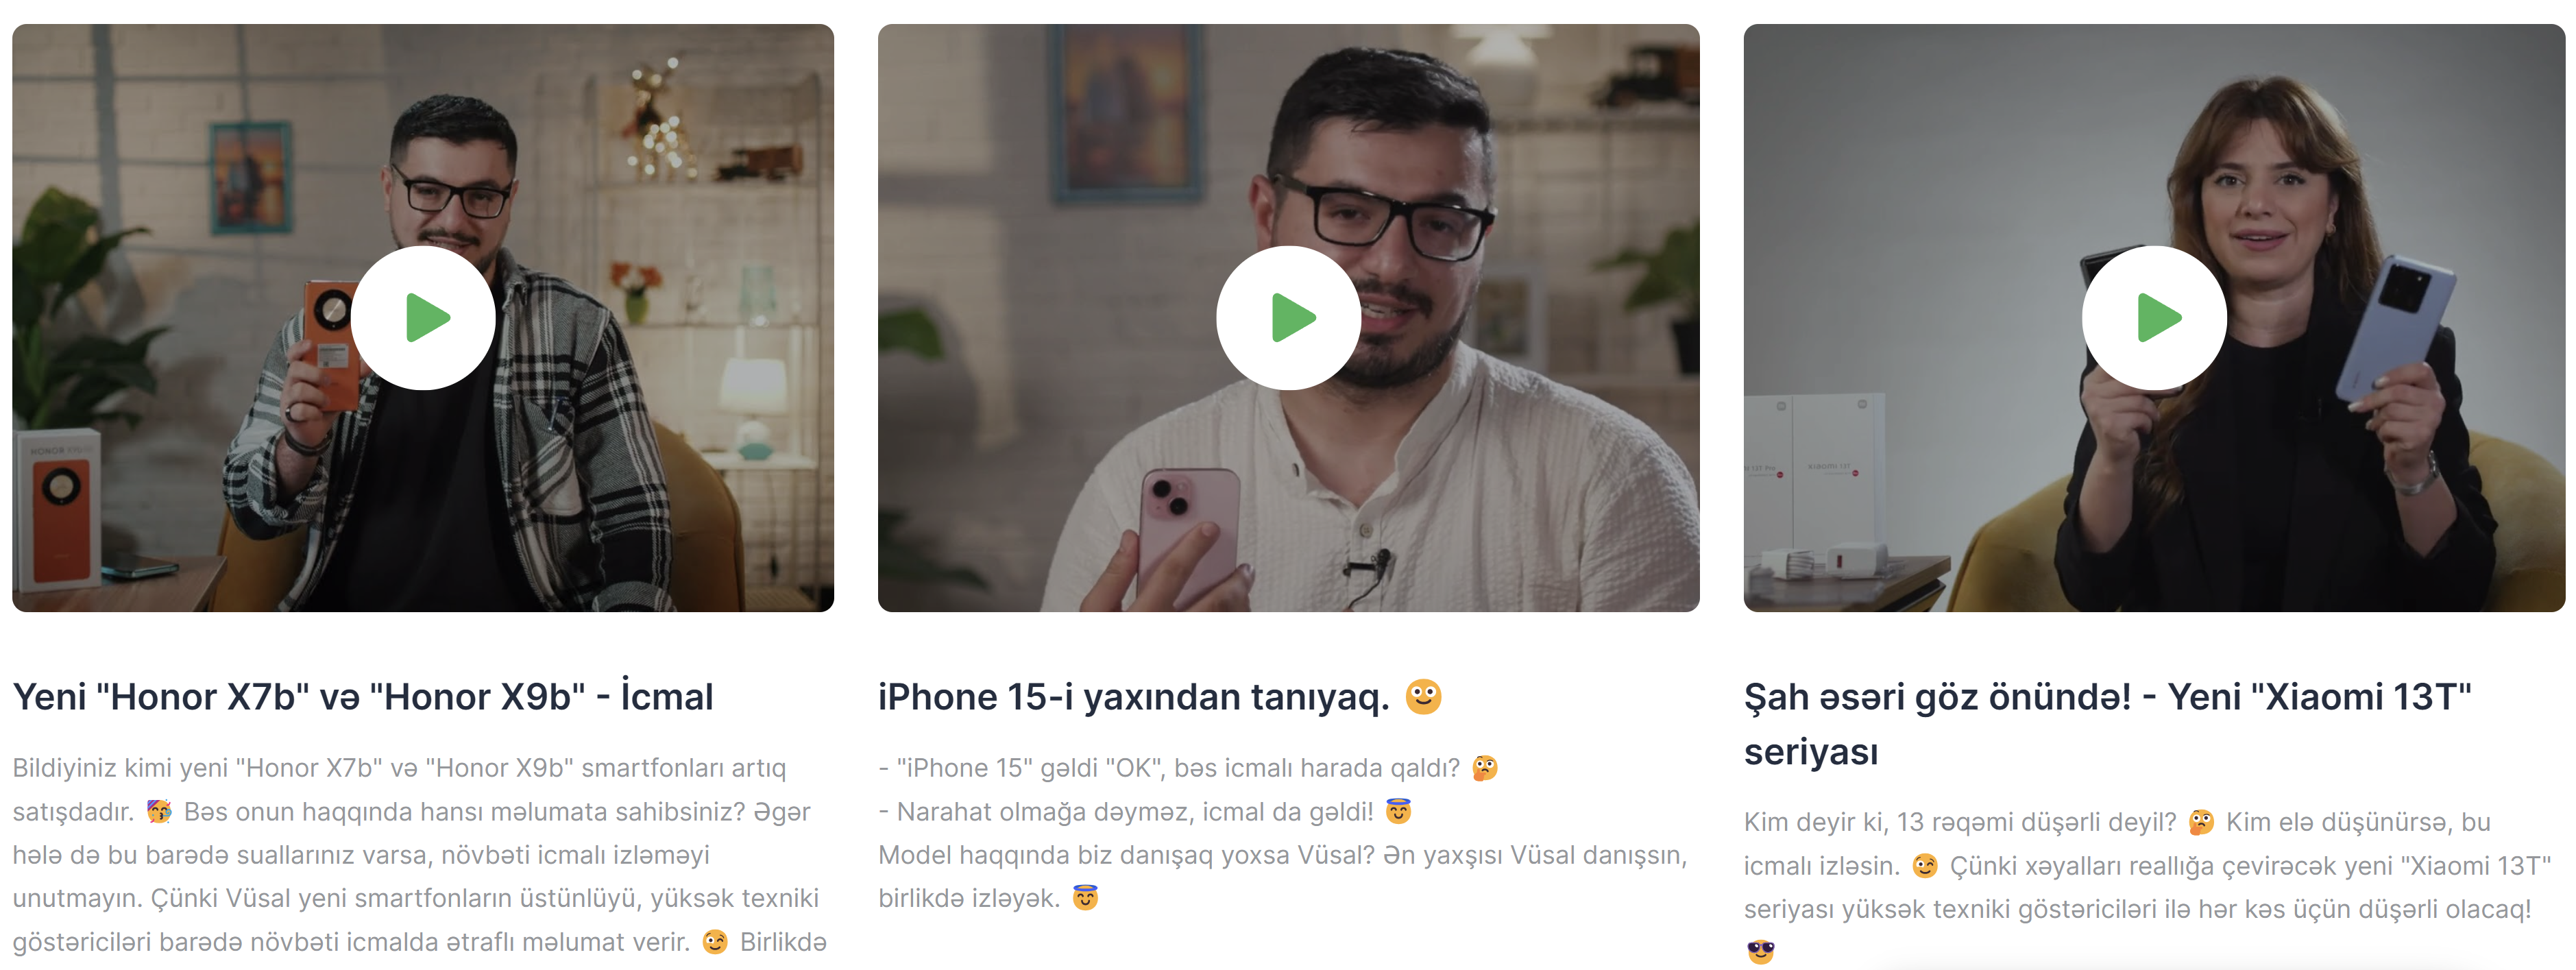 HONOR
XIAOMI 13T
Yeni "Honor X7b" və "Honor X9b" - İcmal
Bildiyiniz kimi yeni "Honor X7b" və "Honor X9b" smartfonları artıq
satışdadır. 🥳 Bəs onun haqqında hansı məlumata sahibsiniz? Əgər
hələ də bu barədə suallarınız varsa, növbəti icmalı izləməyi
unutmayın. Çünki Vüsal yeni smartfonların üstünlüyü, yüksək texniki
göstəriciləri barədə növbəti icmalda ətraflı məlumat verir. 😉 Birlikdə
iPhone 15-i yaxından tanıyaq. 🙂
- "iPhone 15" gəldi "OK", bəs icmalı harada qaldı? 🤔
- Narahat olmağa dəyməz, icmal da gəldi! 😇
Model haqqında biz danışaq yoxsa Vüsal? Ən yaxşısı Vüsal danışsın,
birlikdə izləyək. 😇
Şah əsəri göz önündə! - Yeni "Xiaomi 13T"
seriyası
Kim deyir ki, 13 rəqəmi düşərli deyil? 🤔 Kim elə düşünürsə, bu
icmalı izləsin. 😉 Çünki xəyalları reallığa çevirəcək yeni "Xiaomi 13T"
seriyası yüksək texniki göstəriciləri ilə hər kəs üçün düşərli olacaq!
😎